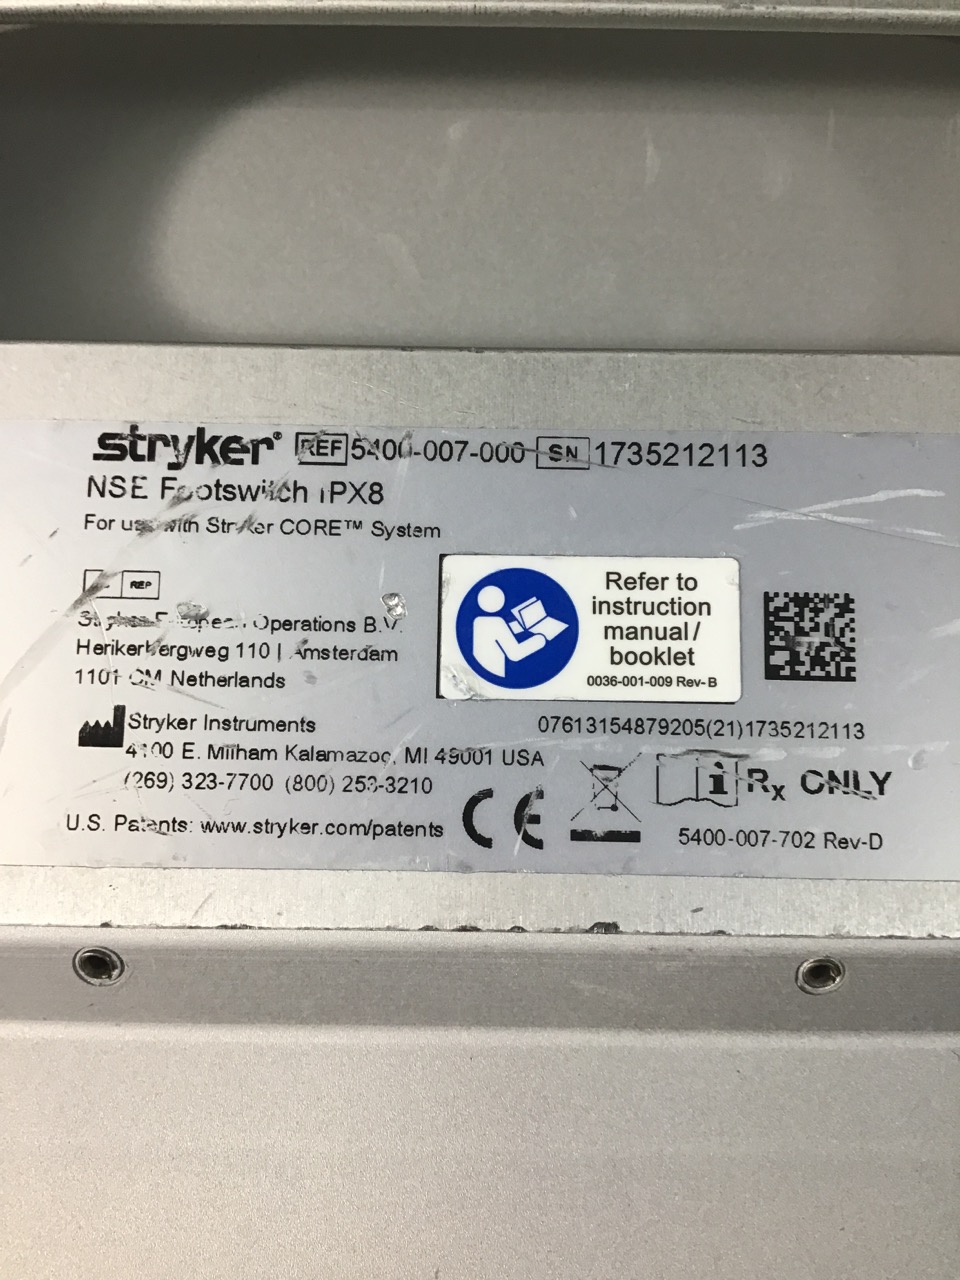 stryker® REF 5400-007-000 SN 1735212113
NSE Footswitch IPX8
For use with Stryker CORE™ System
REP
Operations B.V.
Herikerbergweg 110 | Amsterdam
1101 CM Netherlands
Refer to
instruction
manual/
booklet
0036-001-009 Rev-B
Stryker Instruments
4100 E. Milham Kalamazoo, MI 49001 USA
(269) 323-7700 (800) 253-3210
U.S. Patents: www.stryker.com/patents
CE
07613154879205(21)1735212113
i Rx ONLY
5400-007-702 Rev-D